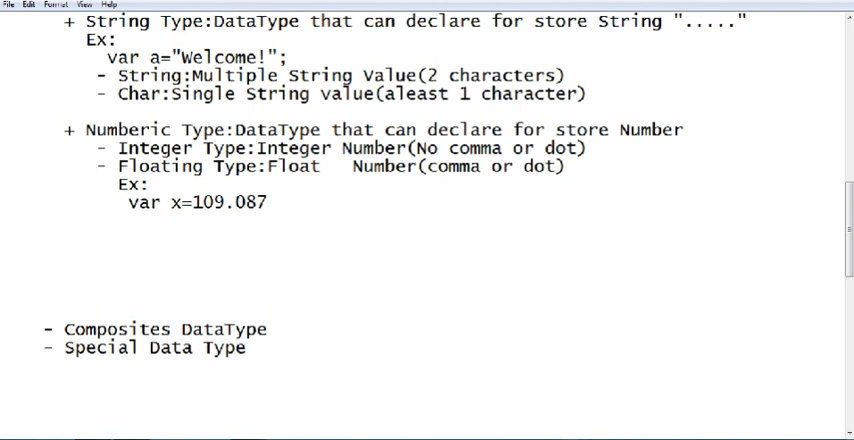 File Edit Format View Help
+ String Type:DataType that can declare for store String "....."
Ex:
var a="Welcome!";
- String:Multiple String Value(2 characters)
- Char:Single String value(aleast 1 character)
+ Numberic Type:DataType that can declare for store Number
- Integer Type:Integer Number(No comma or dot)
- Floating Type:Float Number(comma or dot)
Ex:
var x=109.087
- Composites DataType
- Special Data Type